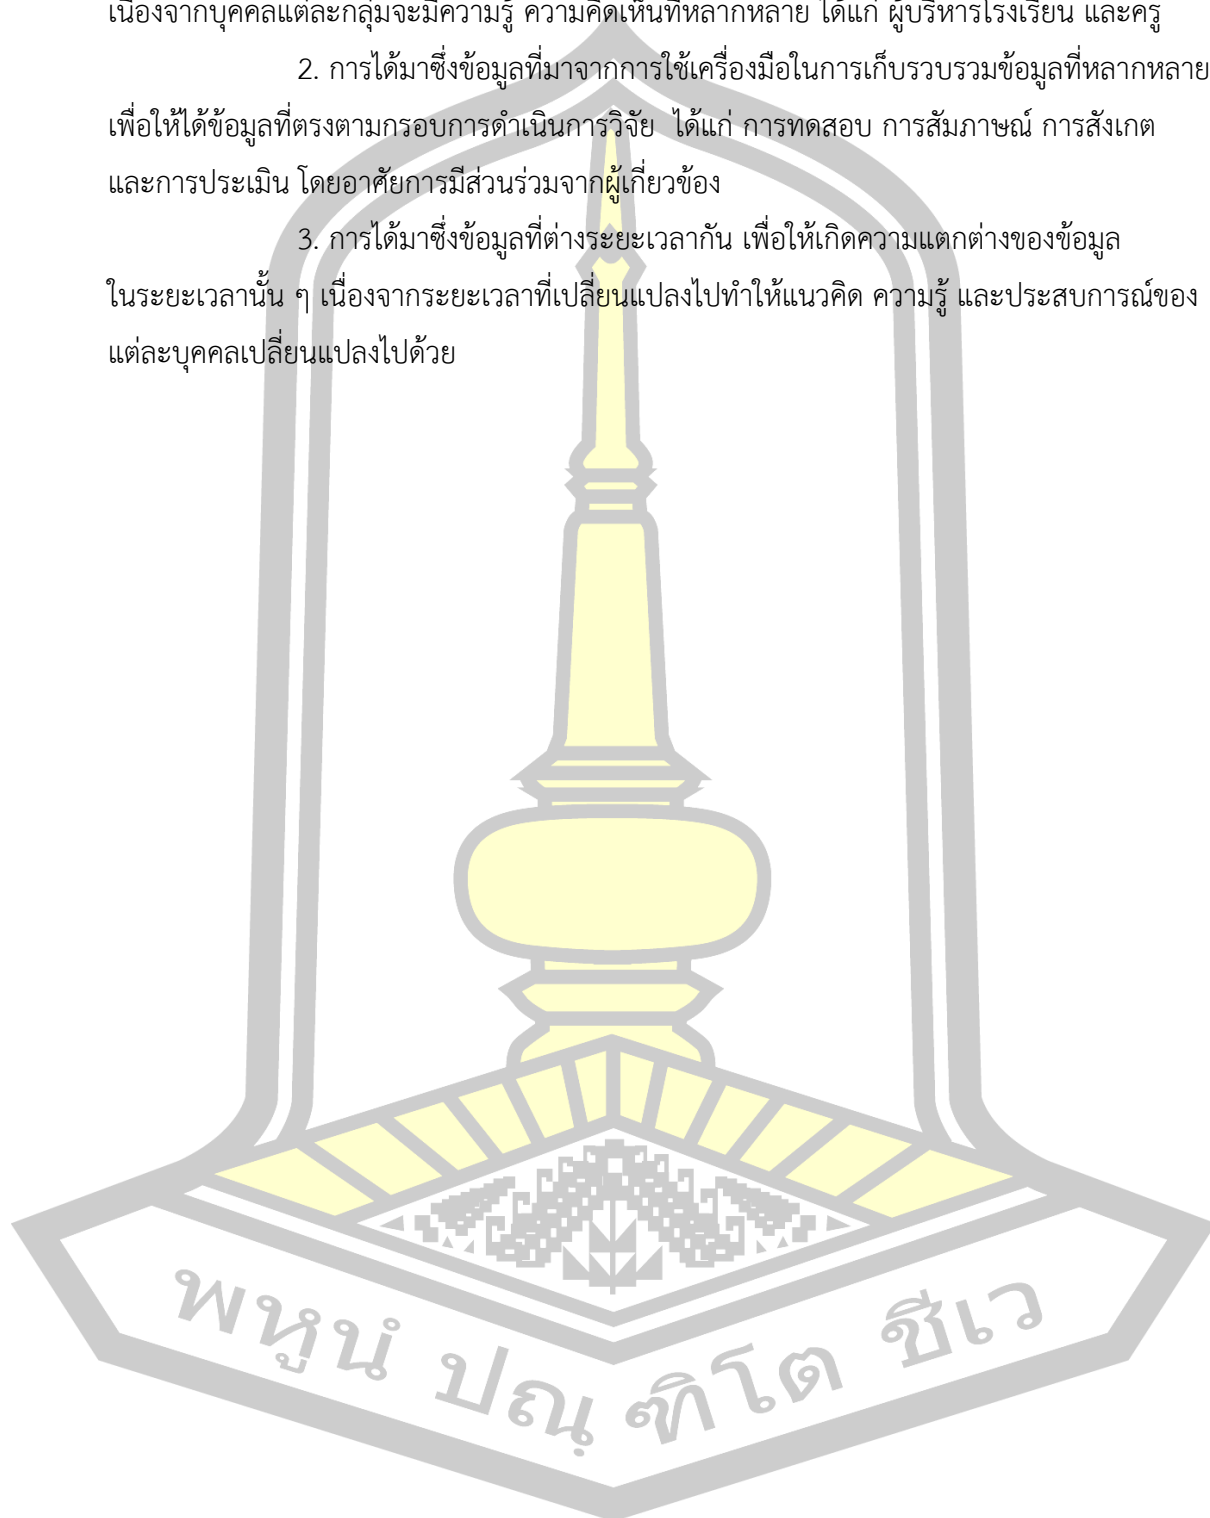 เนื่องจากบุคคลแต่ละกลุ่มจะมีความรู้ ความคิดเห็นที่หลากหลาย ได้แก่ ผู้บริหารโรงเรียน และครู
2. การได้มาซึ่งข้อมูลที่มาจากการใช้เครื่องมือในการเก็บรวบรวมข้อมูลที่หลากหลาย
เพื่อให้ได้ข้อมูลที่ตรงตามกรอบการดำเนินการวิจัย ได้แก่ การทดสอบ การสัมภาษณ์ การสังเกต
และการประเมิน โดยอาศัยการมีส่วนร่วมจากผู้เกี่ยวข้อง
3. การได้มาซึ่งข้อมูลที่ต่างระยะเวลากัน เพื่อให้เกิดความแตกต่างของข้อมูล
ในระยะเวลานั้น ๆ เนื่องจากระยะเวลาที่เปลี่ยนแปลงไปทำให้แนวคิด ความรู้ และประสบการณ์ของ
แต่ละบุคคลเปลี่ยนแปลงไปด้วย
พหูนํ ปณฺ ฑิโต ชีเว